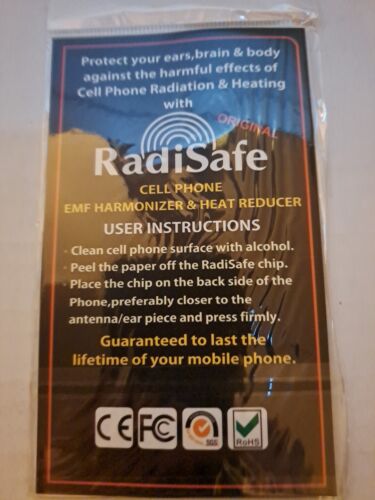 Protect your ears,brain & body
against the harmful effects of
Cell Phone Radiation & Heating
with
ORIGINAL
RadiSafe
CELL PHONE
EMF HARMONIZER & HEAT REDUCER
USER INSTRUCTIONS
· Clean cell phone surface with alcohol.
· Peel the paper off the RadiSafe chip.
· Place the chip on the back side of the
Phone,preferably closer to the
antenna/ear piece and press firmly.
Guaranteed to last the
lifetime of your mobile phone.
CE FC SGS RoHS